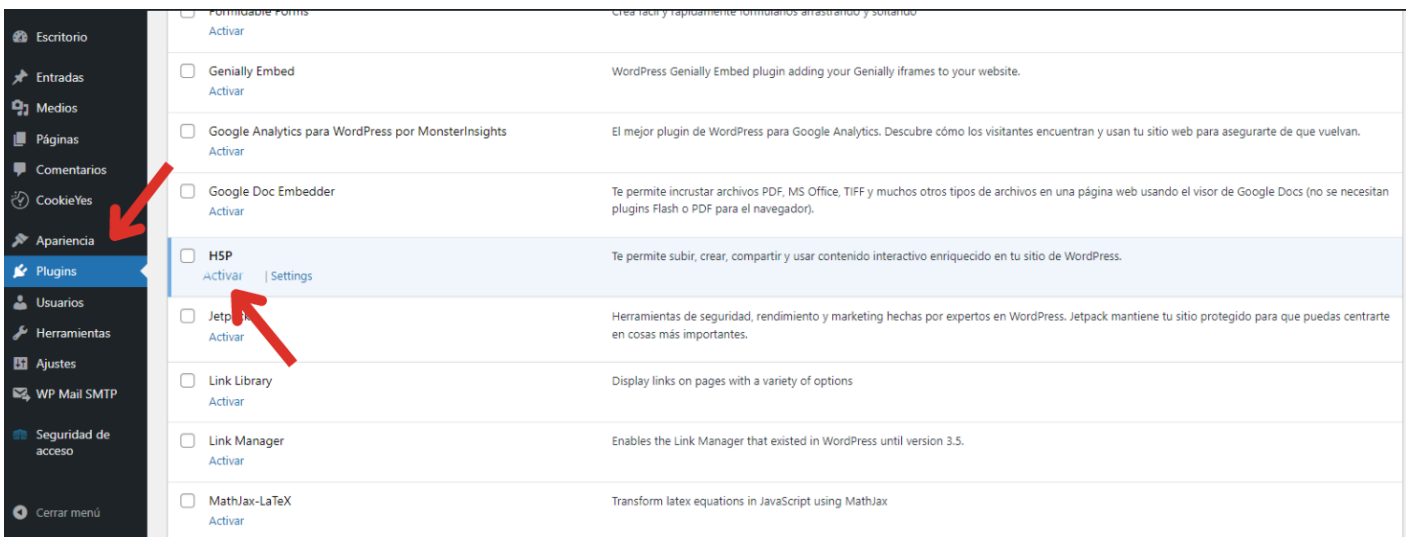 Formidable Forms
Crea fácil y rápidamente formularios arrastrando y soltando
Activar
Escritorio
Entradas
Medios
Páginas
Comentarios
CookieYes
Apariencia
Plugins
Usuarios
Herramientas
Ajustes
WP Mail SMTP
Seguridad de
acceso
Cerrar menú
Genially Embed
WordPress Genially Embed plugin adding your Genially iframes to your website.
Activar
Google Analytics para WordPress por MonsterInsights
El mejor plugin de WordPress para Google Analytics. Descubre cómo los visitantes encuentran y usan tu sitio web para asegurarte de que vuelvan.
Activar
Google Doc Embedder
Te permite incrustar archivos PDF, MS Office, TIFF y muchos otros tipos de archivos en una página web usando el visor de Google Docs (no se necesitan
plugins Flash o PDF para el navegador).
Activar
H5P
Te permite subir, crear, compartir y usar contenido interactivo enriquecido en tu sitio de WordPress.
Activar | Settings
Jetpack
Herramientas de seguridad, rendimiento y marketing hechas por expertos en WordPress. Jetpack mantiene tu sitio protegido para que puedas centrarte
en cosas más importantes.
Activar
Link Library
Display links on pages with a variety of options
Activar
Link Manager
Enables the Link Manager that existed in WordPress until version 3.5.
Activar
MathJax-LaTeX
Transform latex equations in JavaScript using MathJax
Activar